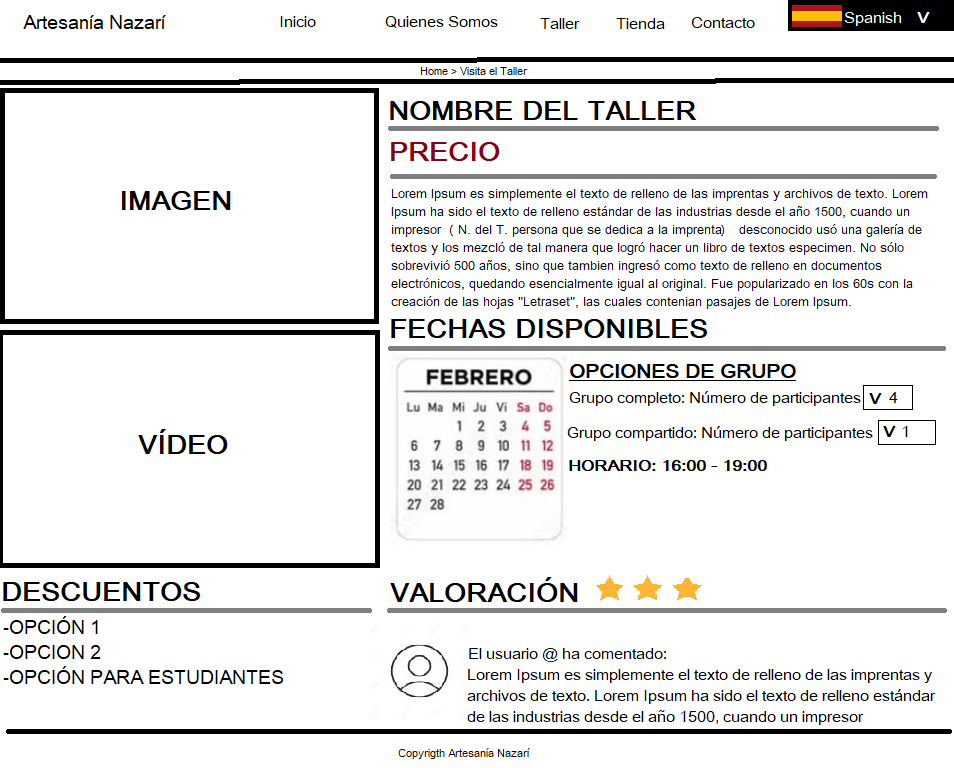 Artesanía Nazarí
Inicio
Quienes Somos
Taller
Tienda
Contacto
Spanish V
Home > Visita el Taller
IMAGEN
NOMBRE DEL TALLER
PRECIO
Lorem Ipsum es simplemente el texto de relleno de las imprentas y archivos de texto. Lorem
Ipsum ha sido el texto de relleno estándar de las industrias desde el año 1500, cuando un
impresor ( N. del T. persona que se dedica a la imprenta) desconocido usó una galería de
textos y los mezcló de tal manera que logró hacer un libro de textos especimen. No sólo
sobrevivió 500 años, sino que tambien ingresó como texto de relleno en documentos
electrónicos, quedando esencialmente igual al original. Fue popularizado en los 60s con la
creación de las hojas "Letraset", las cuales contenian pasajes de Lorem Ipsum.
FECHAS DISPONIBLES
VÍDEO
FEBRERO
Lu Ma Mi Ju Vi Sa Do
1 2 3 4 5
6 7 8 9 10 11 12
13 14 15 16 17 18 19
20 21 22 23 24 25 26
27 28
OPCIONES DE GRUPO
Grupo completo: Número de participantes V 4
Grupo compartido: Número de participantes V 1
HORARIO: 16:00 - 19:00
DESCUENTOS
-OPCIÓN 1
-OPCION 2
-OPCIÓN PARA ESTUDIANTES
VALORACIÓN
El usuario @ ha comentado:
Lorem Ipsum es simplemente el texto de relleno de las imprentas y
archivos de texto. Lorem Ipsum ha sido el texto de relleno estándar
de las industrias desde el año 1500, cuando un impresor
Copyrigth Artesanía Nazarí